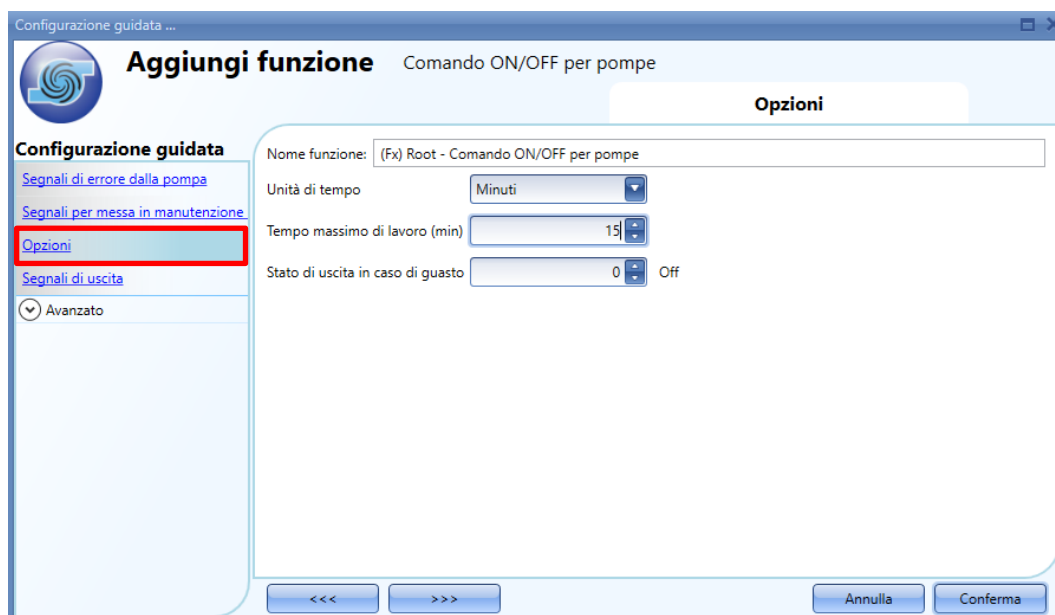 Configurazione guidata ...
Aggiungi funzione Comando ON/OFF per pompe
Opzioni
Configurazione guidata
Segnali di errore dalla pompa
Segnali per messa in manutenzione
Opzioni
Segnali di uscita
Avanzato
Nome funzione: (Fx) Root - Comando ON/OFF per pompe
Unità di tempo Minuti
Tempo massimo di lavoro (min) 15
Stato di uscita in caso di guasto 0 Off
<<< >>> Annulla Conferma